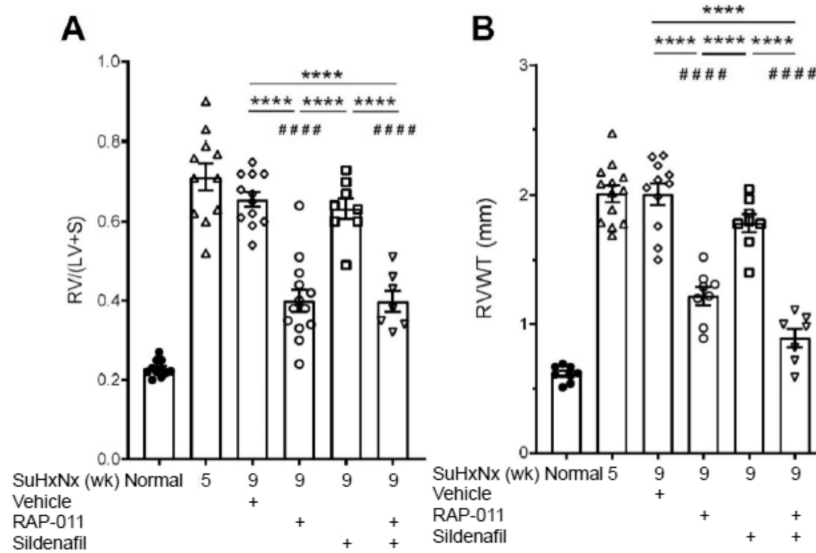 A
B
****
**** **** ****
#### ####
****
**** **** ****
#### ####
RV/(LV+S)
1.0
0.8
0.6
0.4
0.2
0.0
RVWT (mm)
3
2
1
0
SuHxNx (wk) Normal 5 9 9 9 9
Vehicle +
RAP-011 + +
Sildenafil + +
SuHxNx (wk) Normal 5 9 9 9 9
Vehicle +
RAP-011 + +
Sildenafil + +